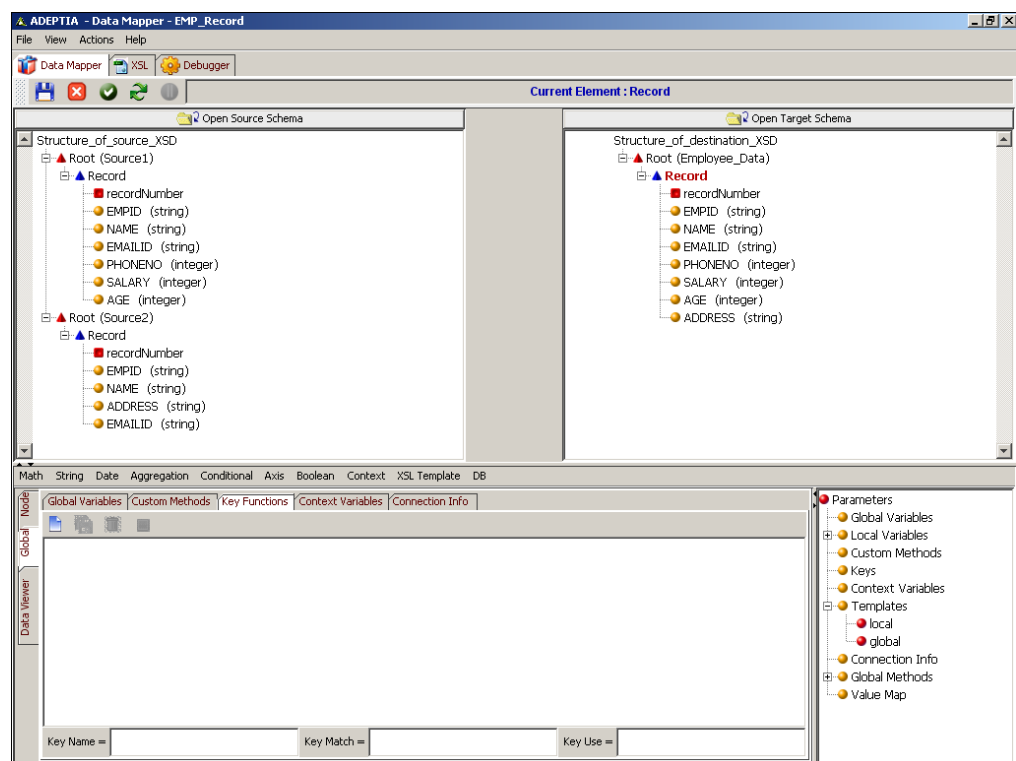 ADEPTIA - Data Mapper - EMP_Record
File View Actions Help
Data Mapper XSL Debugger
Current Element : Record
Open Source Schema
Open Target Schema
Structure_of_source_XSD
Root (Source1)
Record
recordNumber
EMPID (string)
NAME (string)
EMAILID (string)
PHONENO (integer)
SALARY (integer)
AGE (integer)
Root (Source2)
Record
recordNumber
EMPID (string)
NAME (string)
ADDRESS (string)
EMAILID (string)
Structure_of_destination_XSD
Root (Employee_Data)
Record
recordNumber
EMPID (string)
NAME (string)
EMAILID (string)
PHONENO (integer)
SALARY (integer)
AGE (integer)
ADDRESS (string)
Math String Date Aggregation Conditional Axis Boolean Context XSL Template DB
Node
Global
Data Viewer
Global Variables Custom Methods Key Functions Context Variables Connection Info
Key Name = Key Match = Key Use =
Parameters
Global Variables
Local Variables
Custom Methods
Keys
Context Variables
Templates
local
global
Connection Info
Global Methods
Value Map